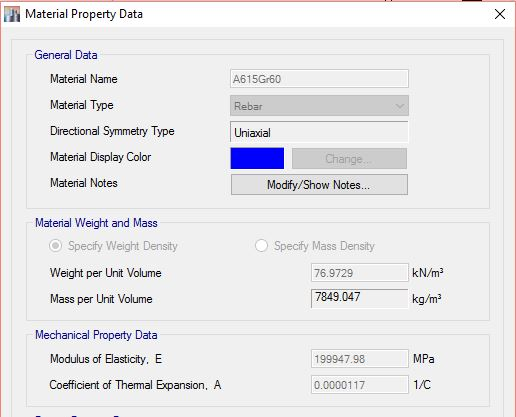 Material Property Data
General Data
Material Name A615Gr60
Material Type Rebar
Directional Symmetry Type Uniaxial
Material Display Color Change...
Material Notes Modify/Show Notes...
Material Weight and Mass
Specify Weight Density Specify Mass Density
Weight per Unit Volume 76.9729 kN/m³
Mass per Unit Volume 7849.047 kg/m³
Mechanical Property Data
Modulus of Elasticity, E 199947.98 MPa
Coefficient of Thermal Expansion, A 0.0000117 1/C